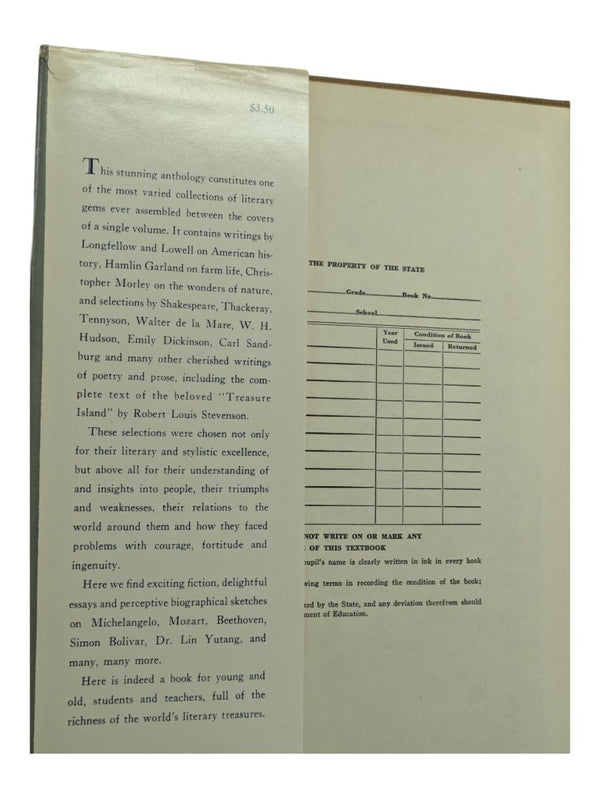 $3.50
This stunning anthology constitutes one
of the most varied collections of literary
gems ever assembled between the covers
of a single volume. It contains writings by
Longfellow and Lowell on American his-
tory, Hamlin Garland on farm life, Chris-
topher Morley on the wonders of nature,
and selections by Shakespeare, Thackeray,
Tennyson, Walter de la Mare, W. H.
Hudson, Emily Dickinson, Carl Sand-
burg and many other cherished writings
of poetry and prose, including the com-
plete text of the beloved "Treasure
Island" by Robert Louis Stevenson.
These selections were chosen not only
for their literary and stylistic excellence,
but above all for their understanding of
and insights into people, their triumphs
and weaknesses, their relations to the
world around them and how they faced
problems with courage, fortitude and
ingenuity.
Here we find exciting fiction, delightful
essays and perceptive biographical sketches
on Michelangelo, Mozart, Beethoven,
Simon Bolivar, Dr. Lin Yutang, and
many, many more.
Here is indeed a book for young and
old, students and teachers, full of the
richness of the world's literary treasures.
THE PROPERTY OF THE STATE
Grade Book No.
School
Year Used Condition of Book
Issued Returned
NOT WRITE ON OR MARK ANY
OF THIS TEXTBOOK
pupil's name is clearly written in ink in every book
terms in recording the condition of the book;
by the State, and any deviation therefrom should
of Education.